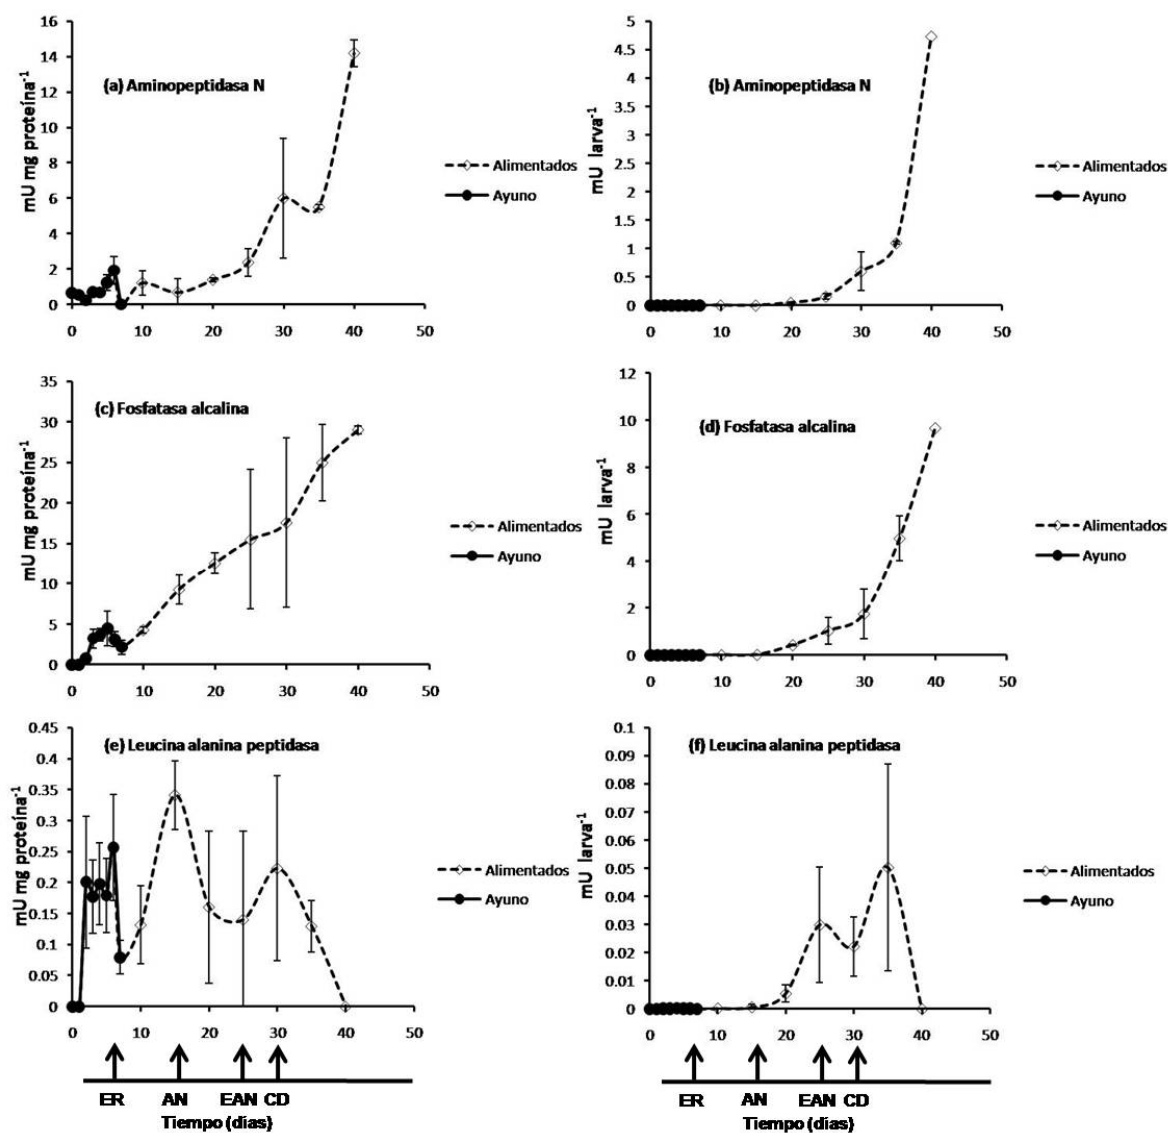 16
14
12
10
8
6
4
2
0
mU mg proteína⁻¹
(a) Aminopeptidasa N
Alimentados
Ayuno
0 10 20 30 40 50
5
4.5
4
3.5
3
2.5
2
1.5
1
0.5
0
mU larva⁻¹
(b) Aminopeptidasa N
Alimentados
Ayuno
0 10 20 30 40 50
35
30
25
20
15
10
5
0
mU mg proteína⁻¹
(c) Fosfatasa alcalina
Alimentados
Ayuno
0 10 20 30 40 50
12
10
8
6
4
2
0
mU larva⁻¹
(d) Fosfatasa alcalina
Alimentados
Ayuno
0 10 20 30 40 50
0.45
0.4
0.35
0.3
0.25
0.2
0.15
0.1
0.05
0
mU mg proteína⁻¹
(e) Leucina alanina peptidasa
Alimentados
Ayuno
0 10 20 30 40 50
ER AN EAN CD
Tiempo (días)
0.1
0.09
0.08
0.07
0.06
0.05
0.04
0.03
0.02
0.01
0
mU larva⁻¹
(f) Leucina alanina peptidasa
Alimentados
Ayuno
0 10 20 30 40 50
ER AN EAN CD
Tiempo (días)